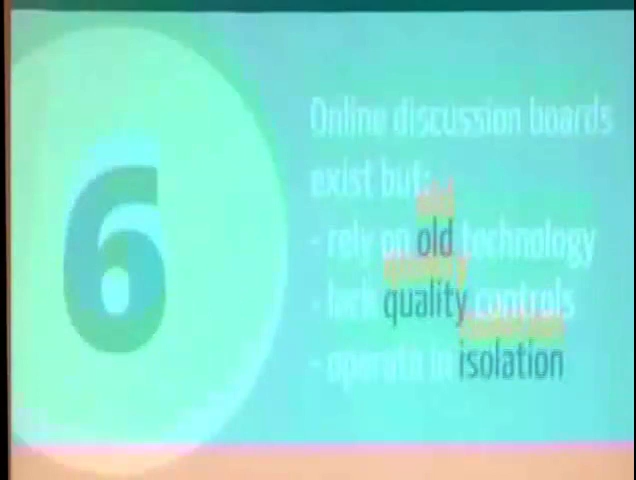 6
Online discussion boards
exist but:
- rely on old technology
- lack quality controls
- operate in isolation